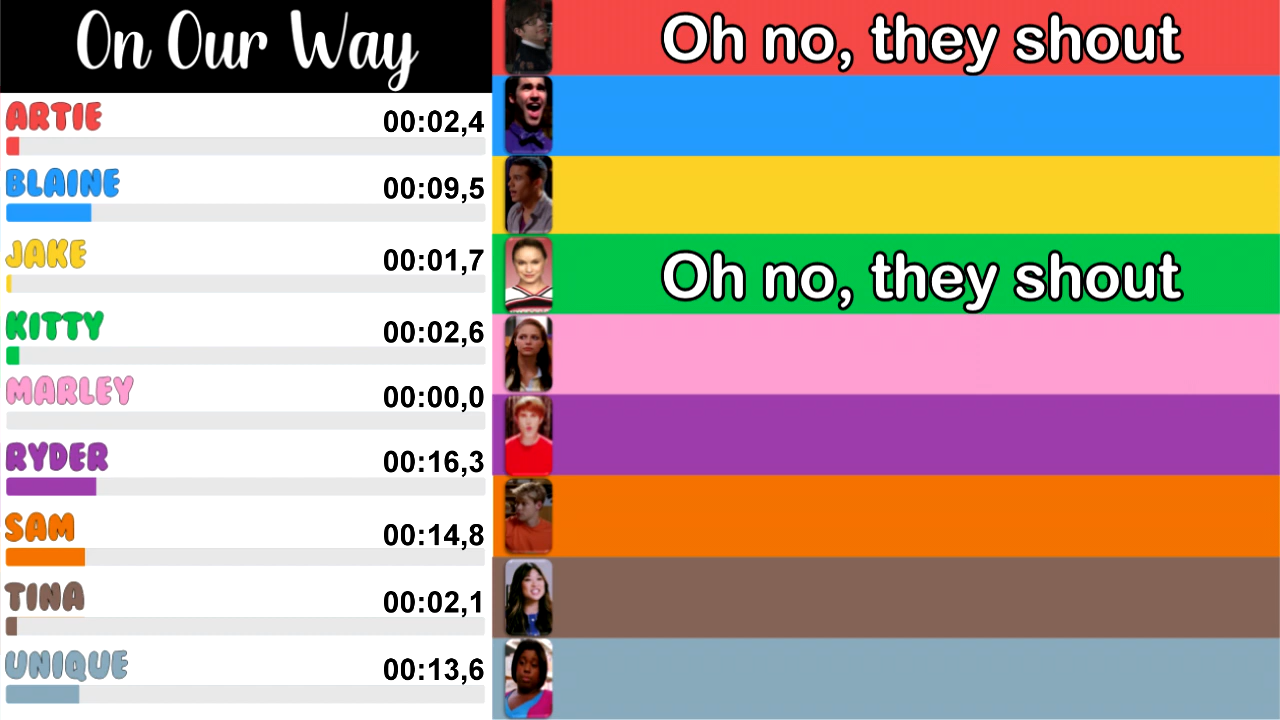 On Our Way
ARTIE 00:02,4
BLAINE 00:09,5
JAKE 00:01,7
KITTY 00:02,6
MARLEY 00:00,0
RYDER 00:16,3
SAM 00:14,8
TINA 00:02,1
UNIQUE 00:13,6
Oh no, they shout
Oh no, they shout